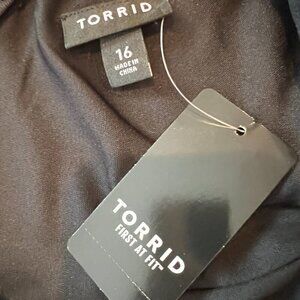 TORRID
16
MADE IN
CHINA
TORRID
FIRST AT FIT™